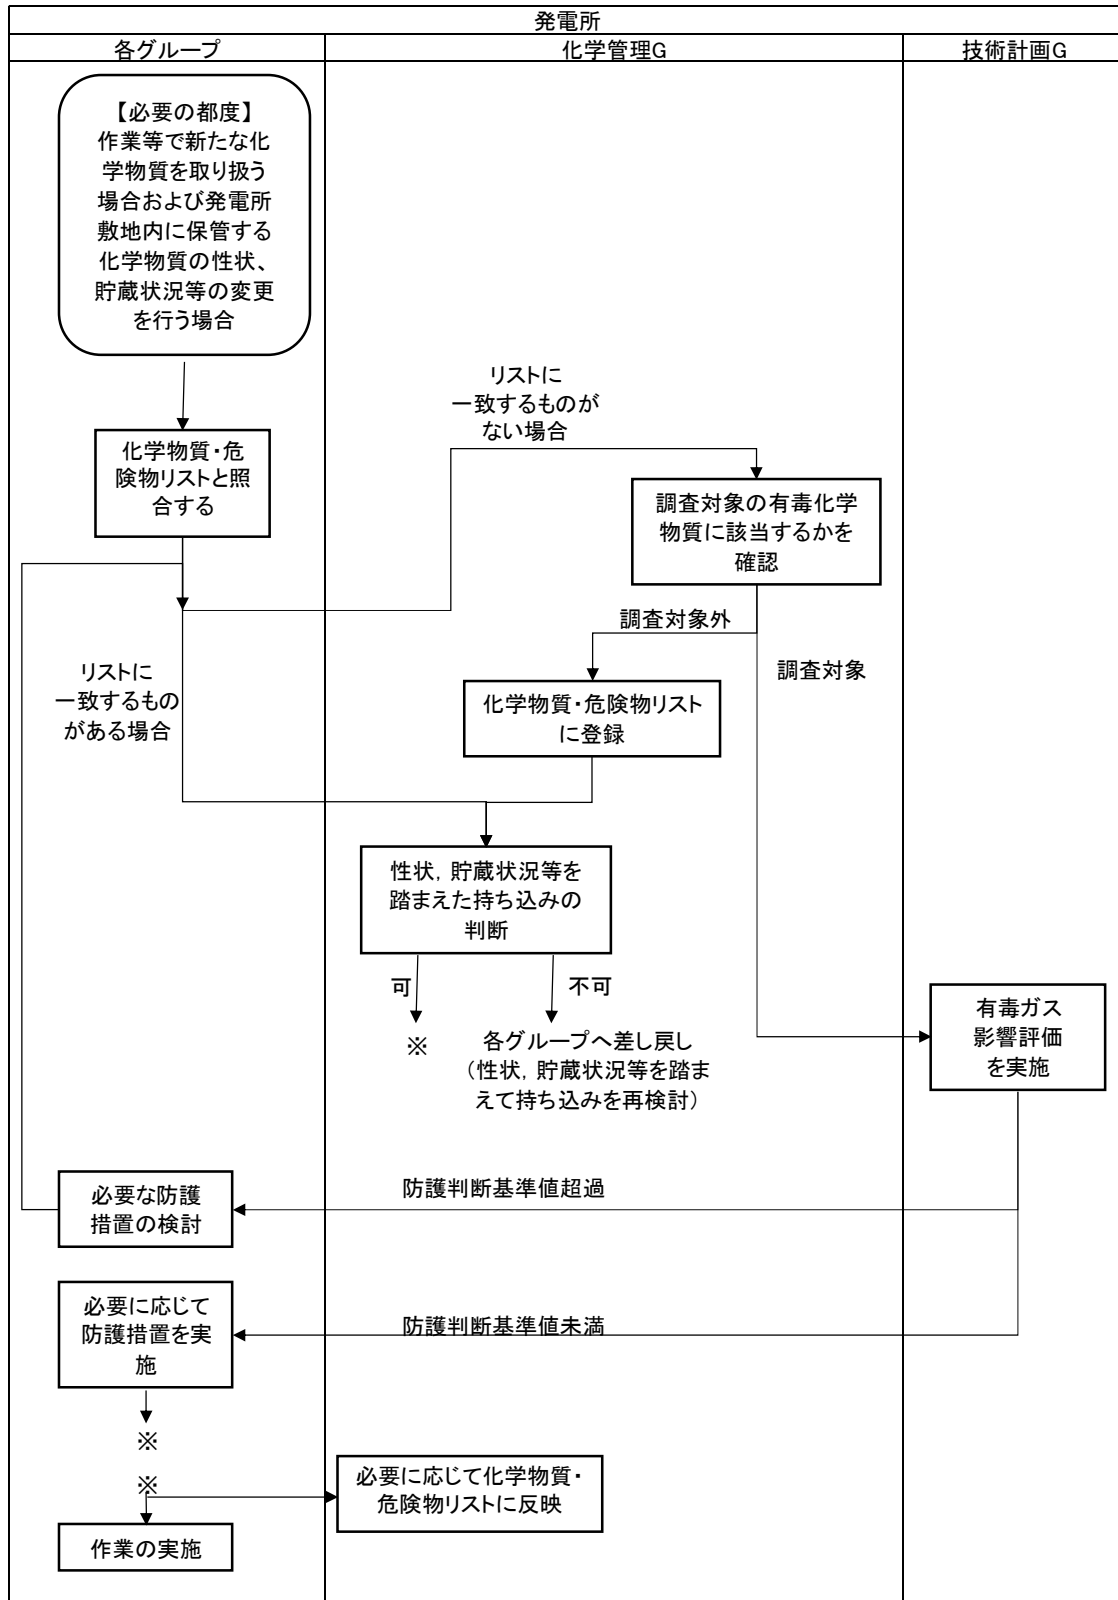 発電所
各グループ
化学管理G
技術計画G
【必要の都度】
作業等で新たな化
学物質を取り扱う
場合および発電所
敷地内に保管する
化学物質の性状、
貯蔵状況等の変更
を行う場合
リストに
一致するものが
ない場合
化学物質・危
険物リストと照
合する
調査対象の有毒化学
物質に該当するかを
確認
調査対象外
調査対象
リストに
一致するもの
がある場合
化学物質・危険物リスト
に登録
性状，貯蔵状況等を
踏まえた持ち込みの
判断
可
不可
※
各グループへ差し戻し
（性状，貯蔵状況等を踏ま
えて持ち込みを再検討）
有毒ガス
影響評価
を実施
防護判断基準値超過
必要な防護
措置の検討
必要に応じて
防護措置を実
施
防護判断基準値未満
※
※
必要に応じて化学物質・
危険物リストに反映
作業の実施